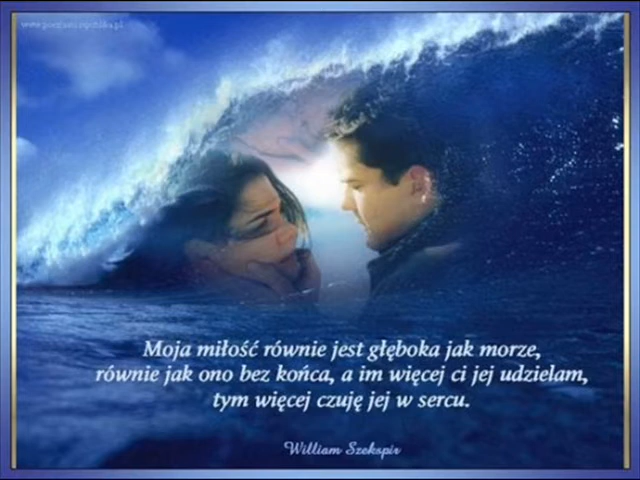 Moja miłość równie jest głęboka jak morze,
równie jak ono bez końca, a im więcej ci jej udzielam,
tym więcej czuję jej w sercu.
William Szekspir